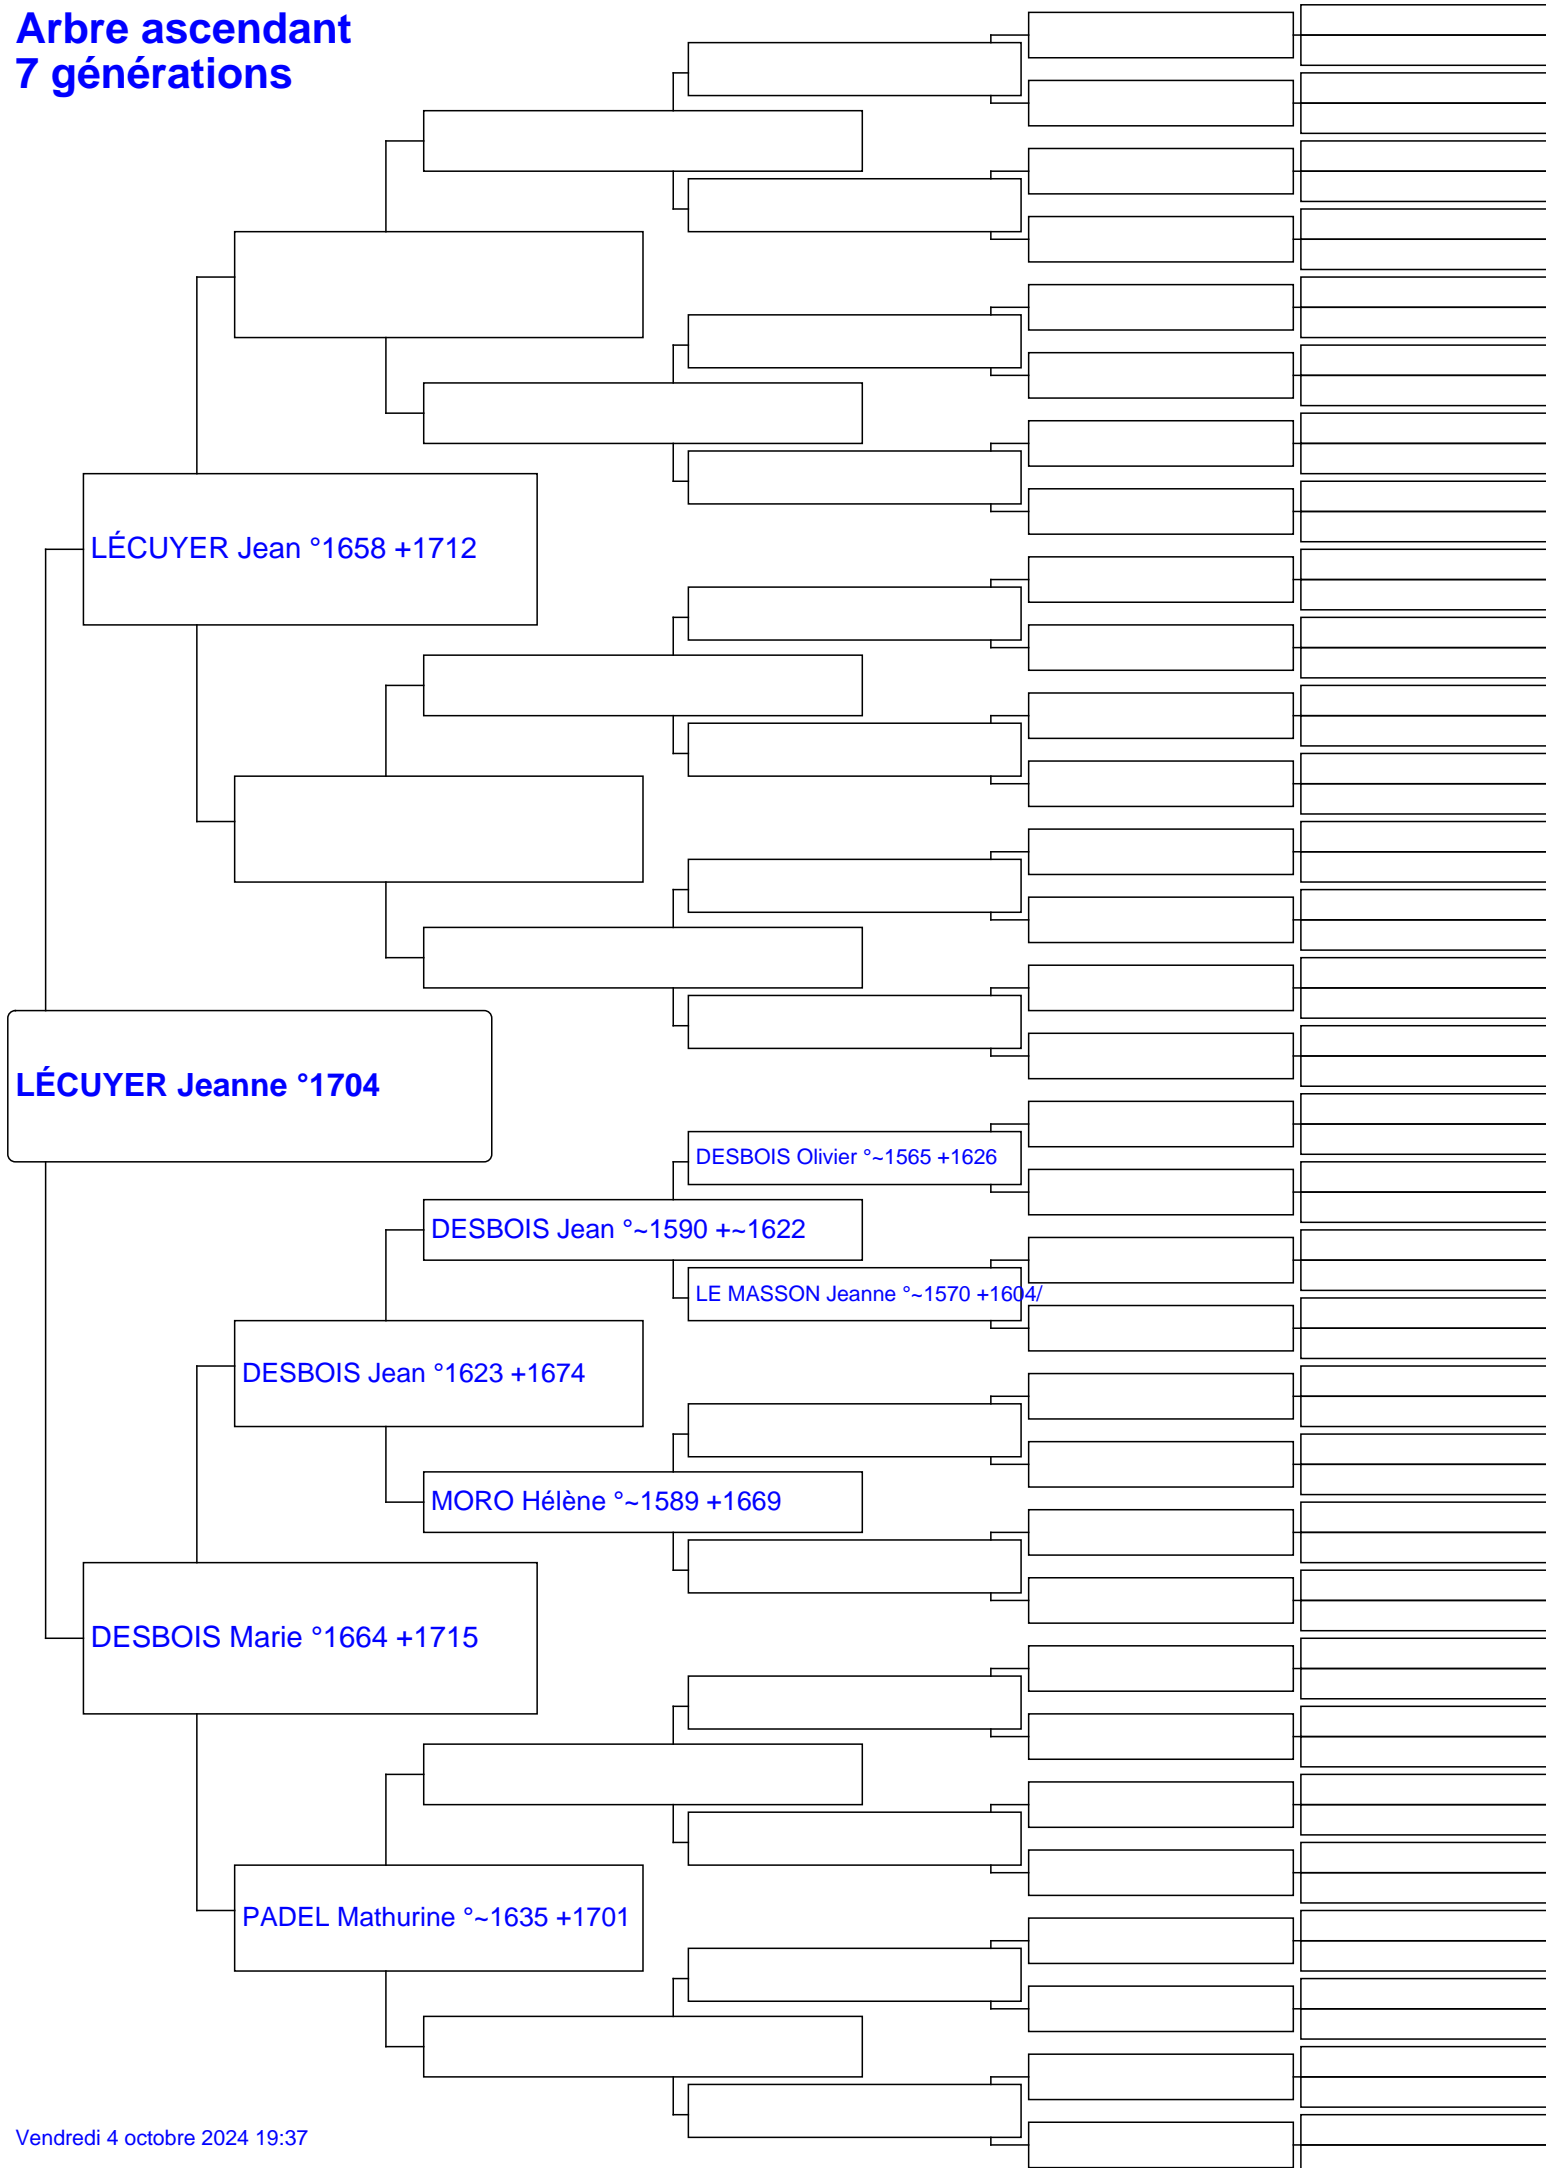 Arbre ascendant
7 générations
LÉCUYER Jean °1658 +1712
LÉCUYER Jeanne °1704
DESBOIS Olivier °~1565 +1626
DESBOIS Jean °~1590 +~1622
LE MASSON Jeanne °~1570 +1604/
DESBOIS Jean °1623 +1674
MORO Hélène °~1589 +1669
DESBOIS Marie °1664 +1715
PADEL Mathurine °~1635 +1701
Vendredi 4 octobre 2024 19:37